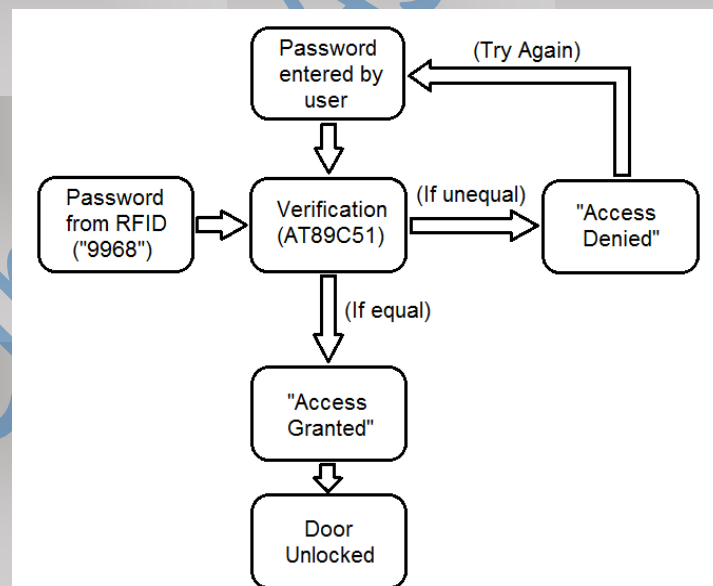 Password
entered by
user
(Try Again)
Password
from RFID
("9968")
Verification
(AT89C51)
(If unequal)
"Access
Denied"
(If equal)
"Access
Granted"
Door
Unlocked